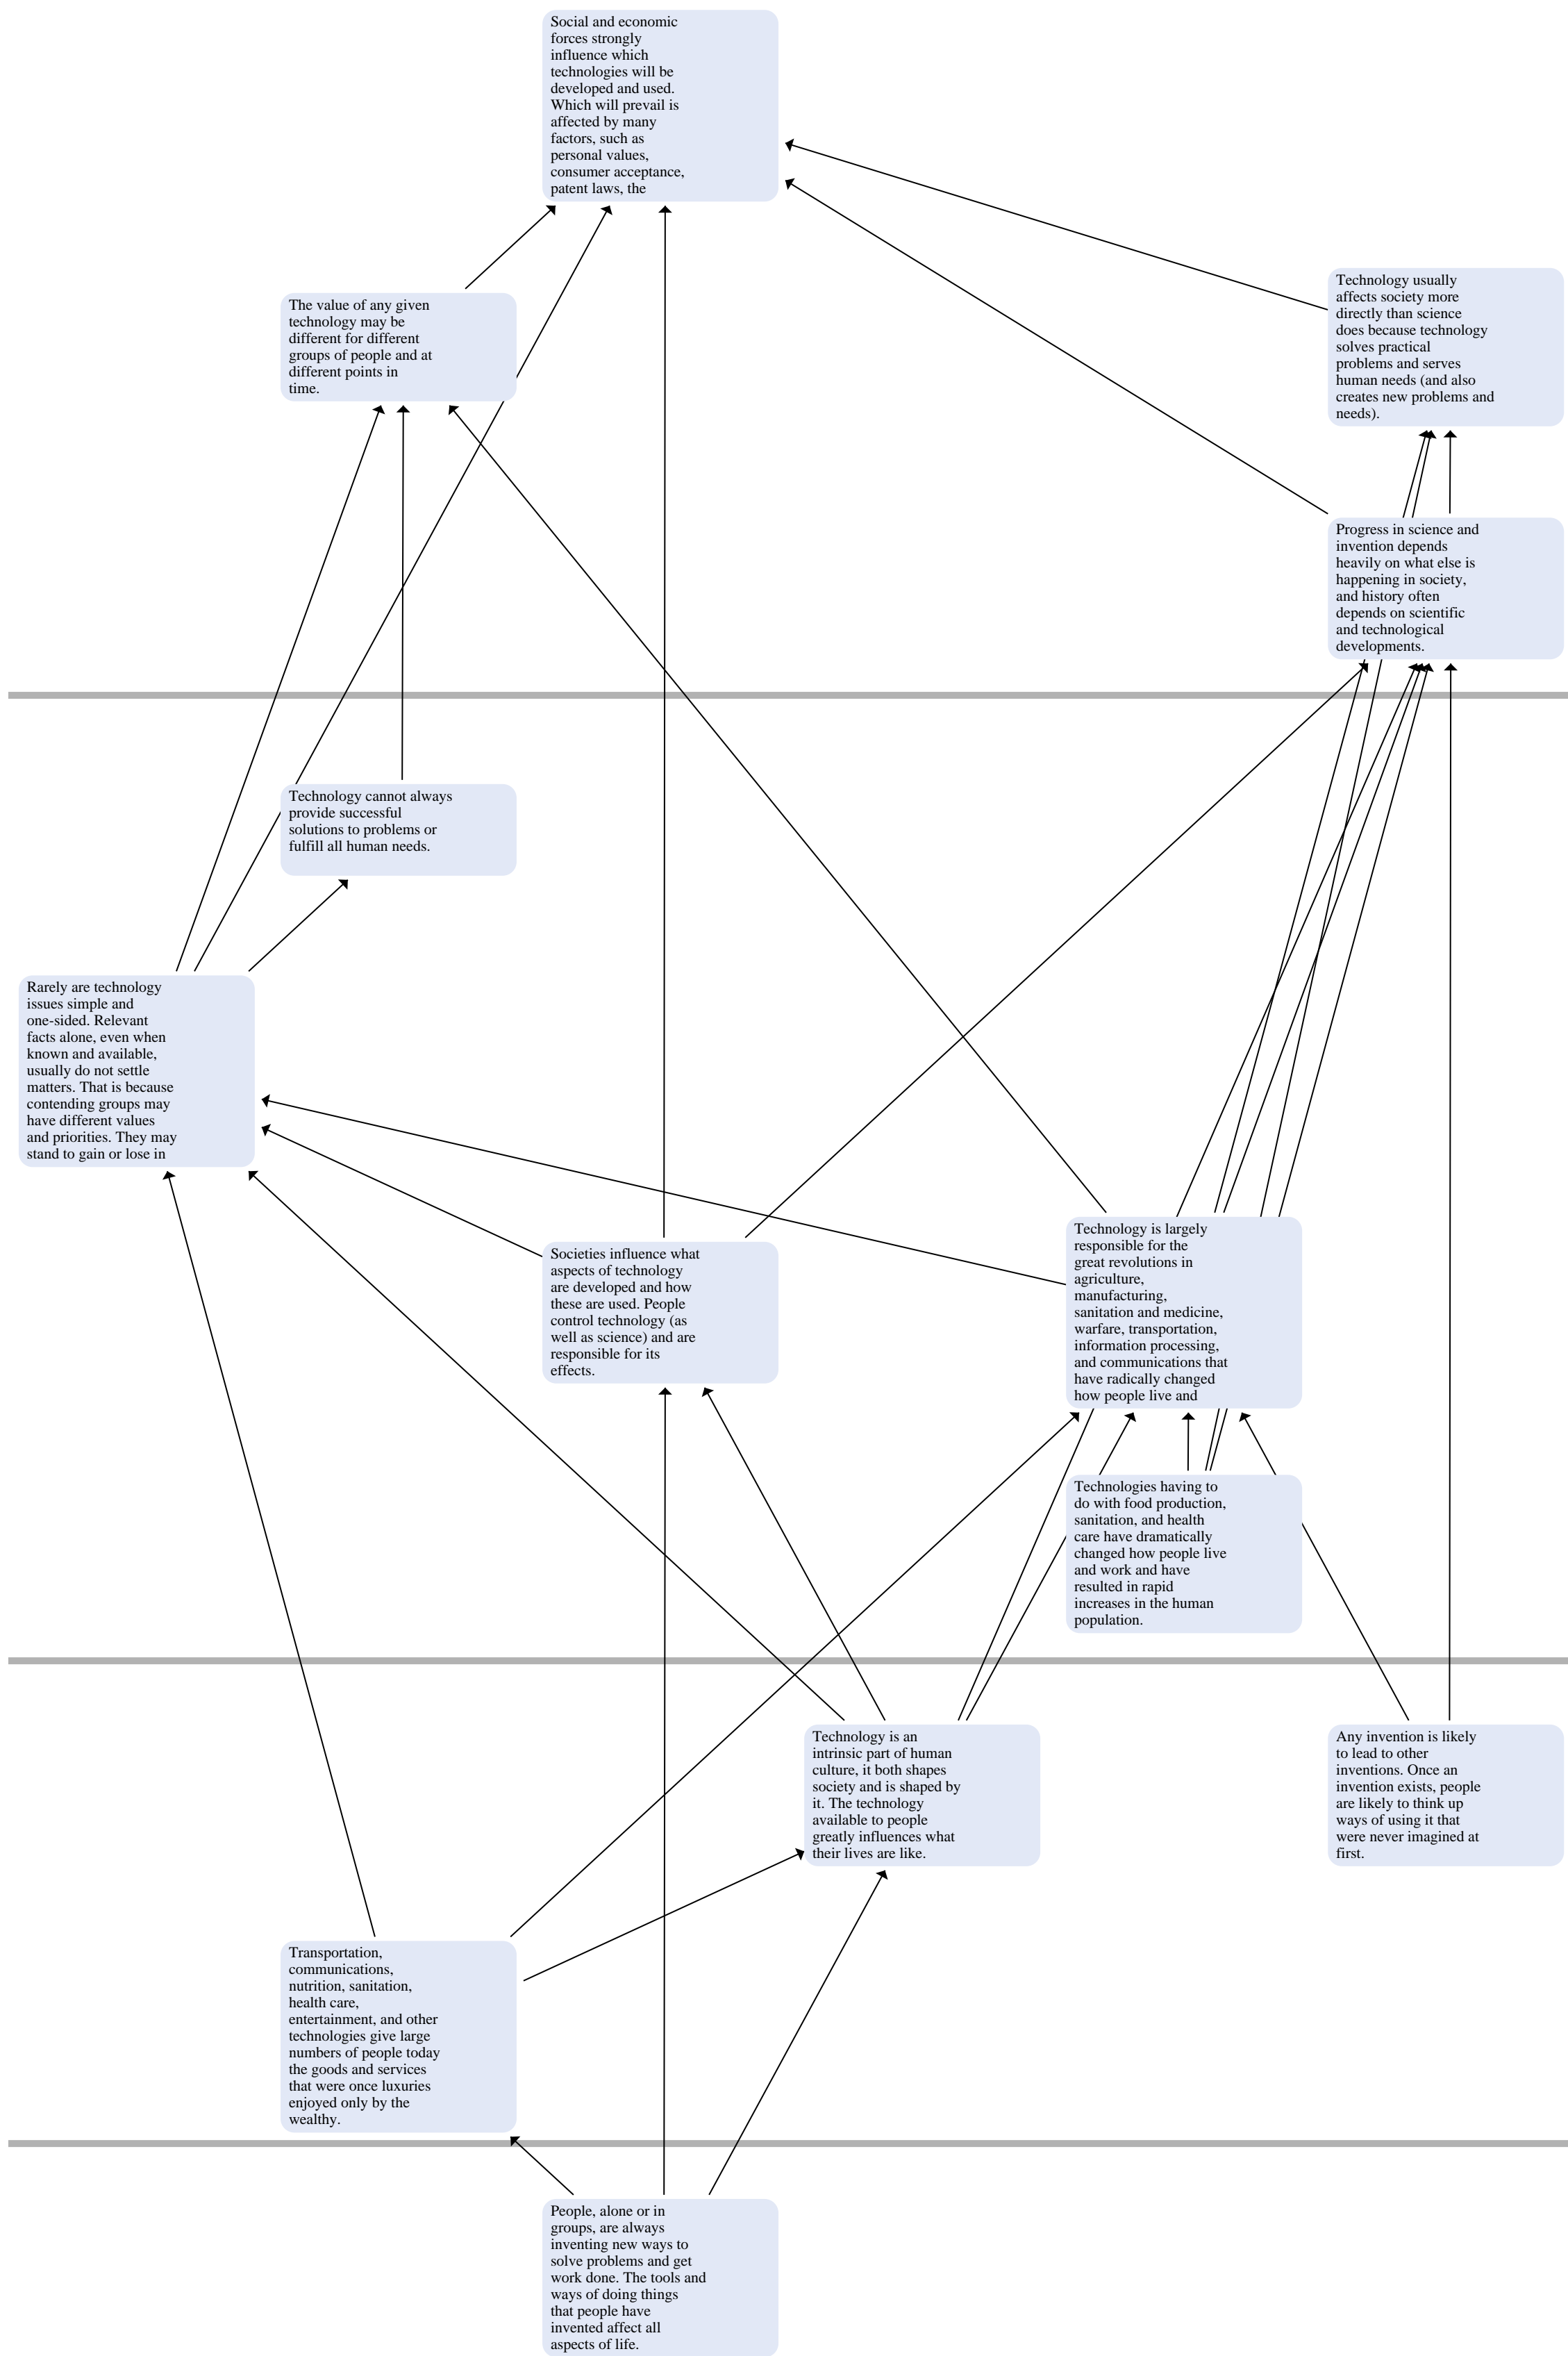 Social and economic
forces strongly
influence which
technologies will be
developed and used.
Which will prevail is
affected by many
factors, such as
personal values,
consumer acceptance,
patent laws, the
Technology usually
affects society more
directly than science
does because technology
solves practical
problems and serves
human needs (and also
creates new problems and
needs).
The value of any given
technology may be
different for different
groups of people and at
different points in
time.
Progress in science and
invention depends
heavily on what else is
happening in society,
and history often
depends on scientific
and technological
developments.
Technology cannot always
provide successful
solutions to problems or
fulfill all human needs.
Rarely are technology
issues simple and
one-sided. Relevant
facts alone, even when
known and available,
usually do not settle
matters. That is because
contending groups may
have different values
and priorities. They may
stand to gain or lose in
Societies influence what
aspects of technology
are developed and how
these are used. People
control technology (as
well as science) and are
responsible for its
effects.
Technology is largely
responsible for the
great revolutions in
agriculture,
manufacturing,
sanitation and medicine,
warfare, transportation,
information processing,
and communications that
have radically changed
how people live and
Technologies having to
do with food production,
sanitation, and health
care have dramatically
changed how people live
and work and have
resulted in rapid
increases in the human
population.
Technology is an
intrinsic part of human
culture, it both shapes
society and is shaped by
it. The technology
available to people
greatly influences what
their lives are like.
Any invention is likely
to lead to other
inventions. Once an
invention exists, people
are likely to think up
ways of using it that
were never imagined at
first.
Transportation,
communications,
nutrition, sanitation,
health care,
entertainment, and other
technologies give large
numbers of people today
the goods and services
that were once luxuries
enjoyed only by the
wealthy.
People, alone or in
groups, are always
inventing new ways to
solve problems and get
work done. The tools and
ways of doing things
that people have
invented affect all
aspects of life.